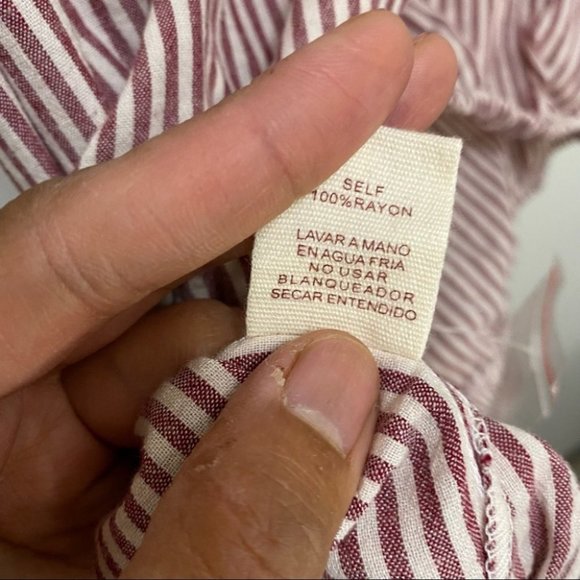 SELF
100%RAYON
LAVAR A MANO
EN AGUA FRIA
NO USAR
BLANQUEADOR
SECAR ENTENDIDO